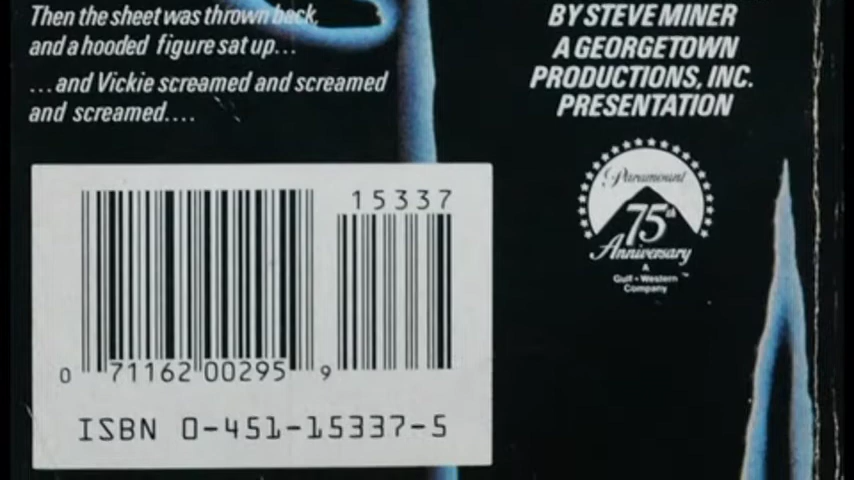 Then the sheet was thrown back,
and a hooded figure sat up...
...and Vickie screamed and screamed
and screamed....
BY STEVE MINER
A GEORGETOWN
PRODUCTIONS, INC.
PRESENTATION
Paramount
75th
Anniversary
A
Gulf+Western
Company
15337
0 71162 00295 9
ISBN 0-451-15337-5